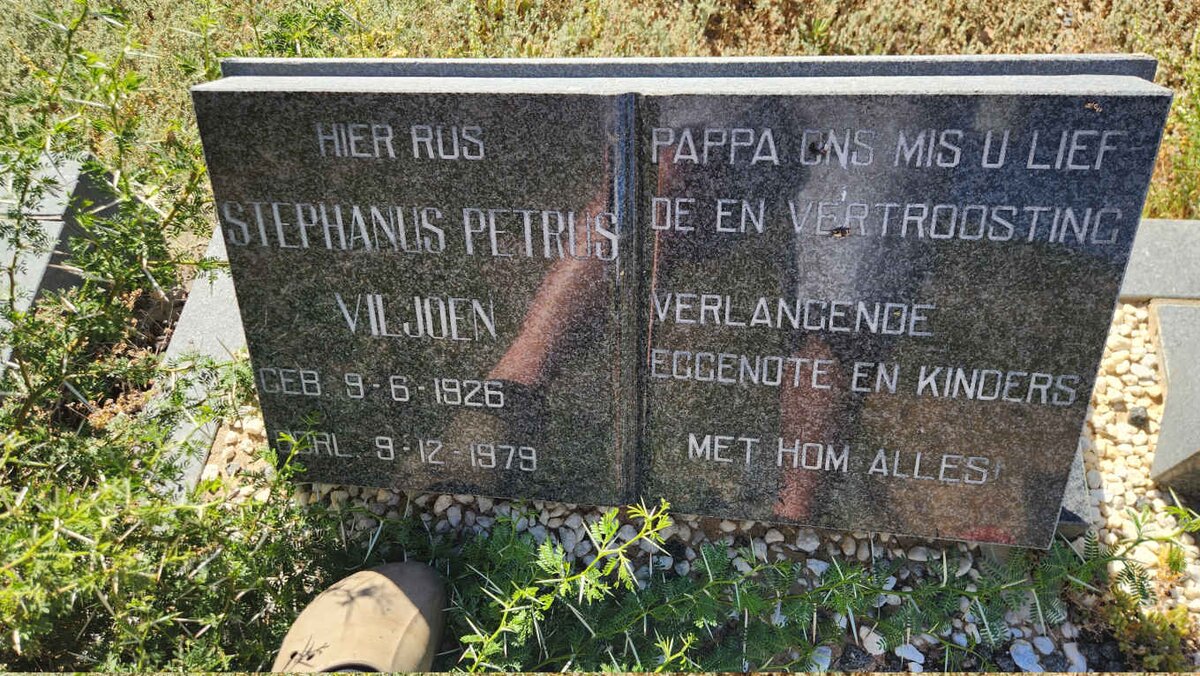 HIER RUS
STEPHANUS PETRUS
VILJOEN
GEB 9-6-1926
OORL. 9-12-1979
PAPPA ONS MIS U LIEF
DE EN VERTROOSTING
VERLANGENDE
EGGENOTE EN KINDERS
MET HOM ALLES